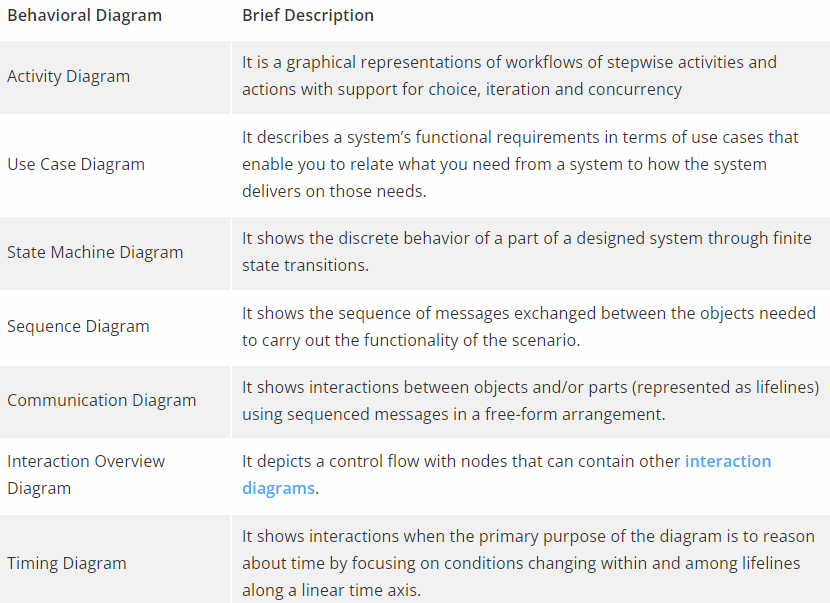 Behavioral Diagram Brief Description
Activity Diagram
It is a graphical representations of workflows of stepwise activities and
actions with support for choice, iteration and concurrency
Use Case Diagram
It describes a system’s functional requirements in terms of use cases that
enable you to relate what you need from a system to how the system
delivers on those needs.
State Machine Diagram
It shows the discrete behavior of a part of a designed system through finite
state transitions.
Sequence Diagram
It shows the sequence of messages exchanged between the objects needed
to carry out the functionality of the scenario.
Communication Diagram
It shows interactions between objects and/or parts (represented as lifelines)
using sequenced messages in a free-form arrangement.
Interaction Overview
Diagram
It depicts a control flow with nodes that can contain other interaction
diagrams.
Timing Diagram
It shows interactions when the primary purpose of the diagram is to reason
about time by focusing on conditions changing within and among lifelines
along a linear time axis.